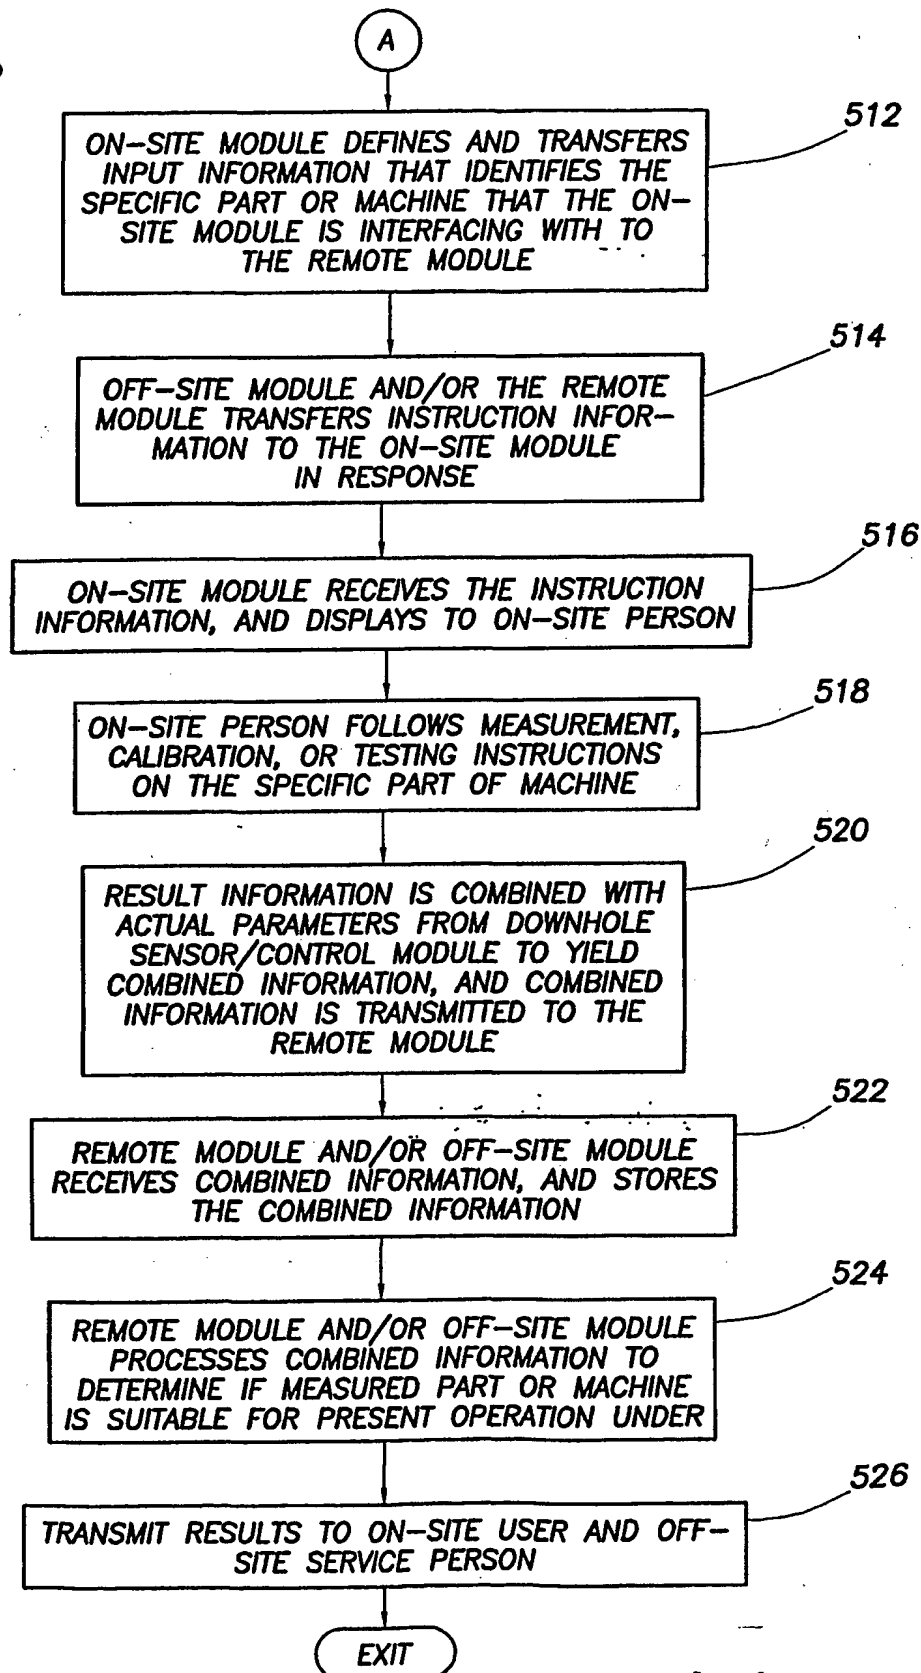 A
512
ON-SITE MODULE DEFINES AND TRANSFERS
INPUT INFORMATION THAT IDENTIFIES THE
SPECIFIC PART OR MACHINE THAT THE ON-
SITE MODULE IS INTERFACING WITH TO
THE REMOTE MODULE
514
OFF-SITE MODULE AND/OR THE REMOTE
MODULE TRANSFERS INSTRUCTION INFOR-
MATION TO THE ON-SITE MODULE
IN RESPONSE
516
ON-SITE MODULE RECEIVES THE INSTRUCTION
INFORMATION, AND DISPLAYS TO ON-SITE PERSON
518
ON-SITE PERSON FOLLOWS MEASUREMENT,
CALIBRATION, OR TESTING INSTRUCTIONS
ON THE SPECIFIC PART OF MACHINE
520
RESULT INFORMATION IS COMBINED WITH
ACTUAL PARAMETERS FROM DOWNHOLE
SENSOR/CONTROL MODULE TO YIELD
COMBINED INFORMATION, AND COMBINED
INFORMATION IS TRANSMITTED TO THE
REMOTE MODULE
522
REMOTE MODULE AND/OR OFF-SITE MODULE
RECEIVES COMBINED INFORMATION, AND STORES
THE COMBINED INFORMATION
524
REMOTE MODULE AND/OR OFF-SITE MODULE
PROCESSES COMBINED INFORMATION TO
DETERMINE IF MEASURED PART OR MACHINE
IS SUITABLE FOR PRESENT OPERATION UNDER
526
TRANSMIT RESULTS TO ON-SITE USER AND OFF-
SITE SERVICE PERSON
EXIT